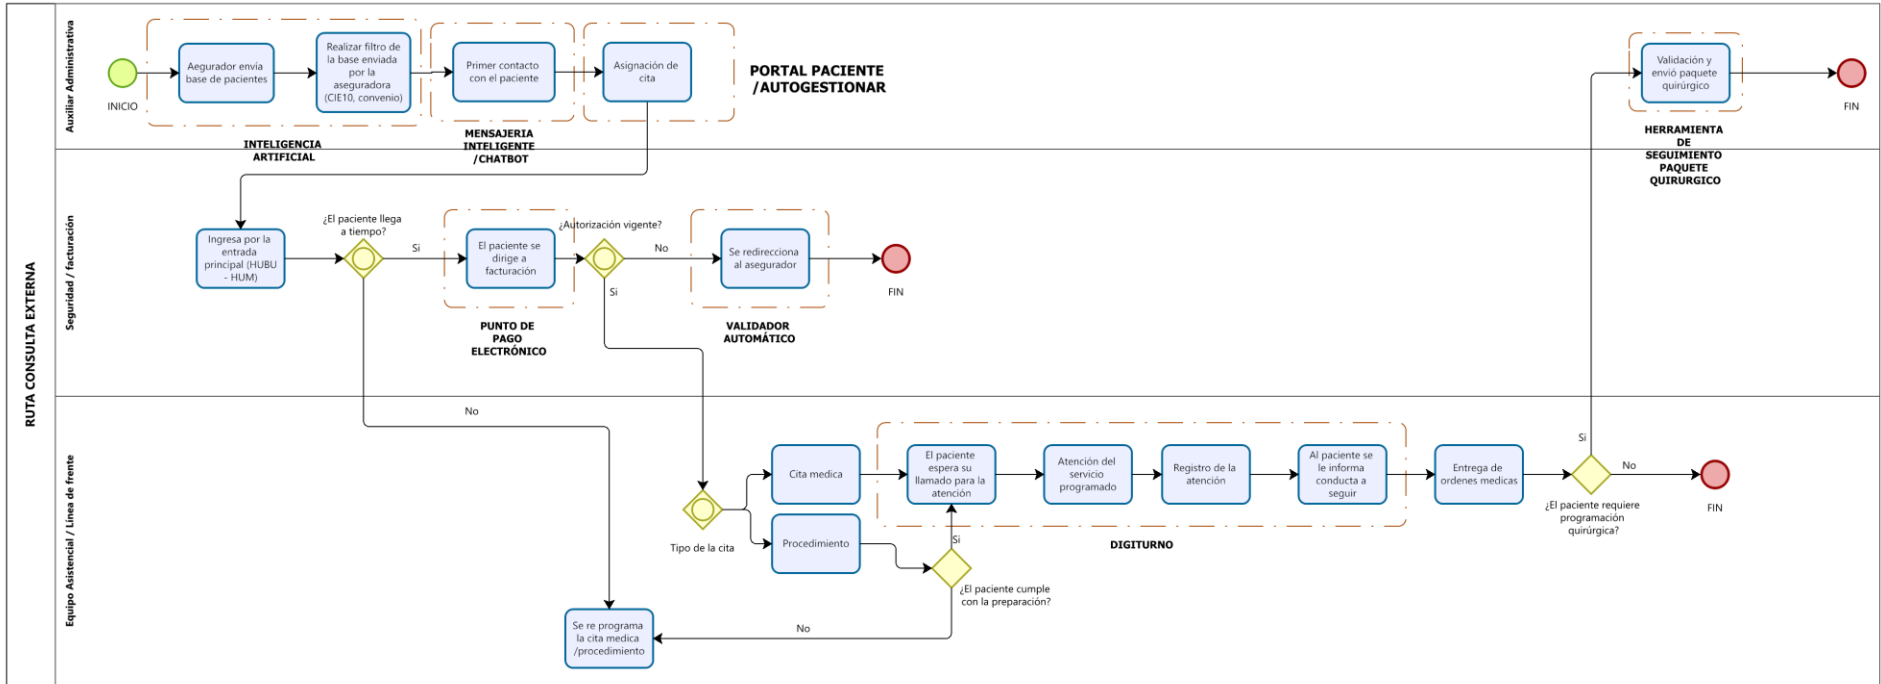 RUTA CONSULTA EXTERNA
Auxiliar Administrativa
INICIO
Aegurador envía
base de pacientes
Realizar filtro de
la base enviada
por la
aseguradora
(CIE10, convenio)
INTELIGENCIA
ARTIFICIAL
Primer contacto
con el paciente
MENSAJERIA
INTELIGENTE
/CHATBOT
Asignación de
cita
PORTAL PACIENTE
/AUTOGESTIONAR
Validación y
envió paquete
quirúrgico
HERRAMIENTA
DE
SEGUIMIENTO
PAQUETE
QUIRURGICO
FIN
Seguridad / facturación
Ingresa por la
entrada
principal (HUBU
- HUM)
¿El paciente llega
a tiempo?
Si
El paciente se
dirige a
facturación
PUNTO DE
PAGO
ELECTRÓNICO
¿Autorización vigente?
No
Si
Se redirecciona
al asegurador
VALIDADOR
AUTOMÁTICO
FIN
Equipo Asistencial / Linea de frente
No
Tipo de la cita
Cita medica
Procedimiento
El paciente
espera su
llamado para la
atención
Atención del
servicio
programado
Registro de la
atención
Al paciente se
le informa
conducta a
seguir
DIGITURNO
Si
¿El paciente cumple
con la preparación?
No
Se re programa
la cita medica
/procedimiento
Entrega de
ordenes medicas
Si
No
¿El paciente requiere
programación
quirúrgica?
FIN